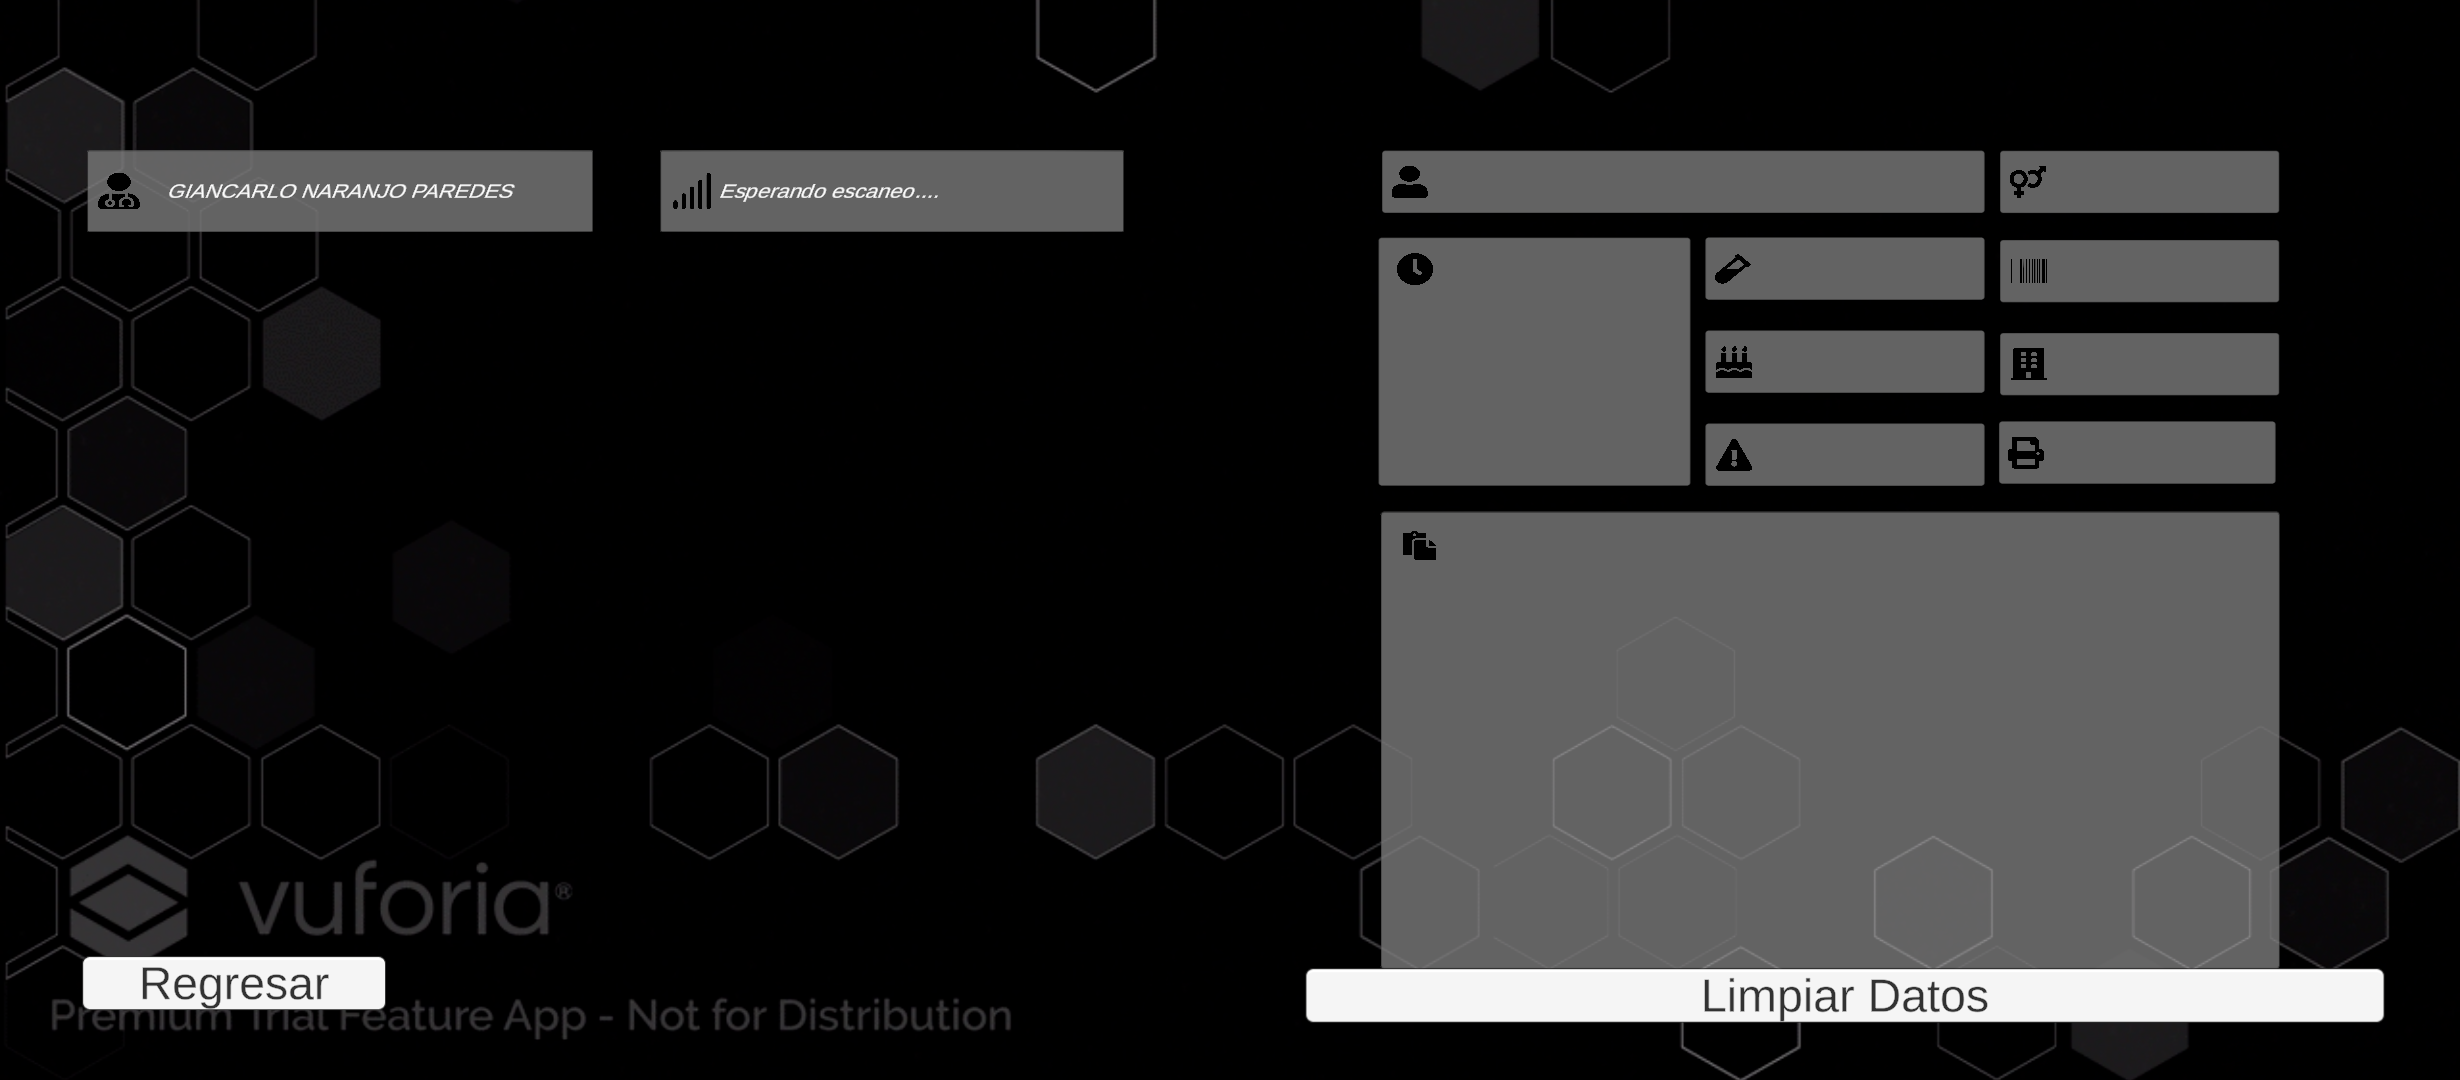 GIANCARLO NARANJO PAREDES
Esperando escaneo....
vuforia®
Regresar
Premium Trial Feature App - Not for Distribution
Limpiar Datos